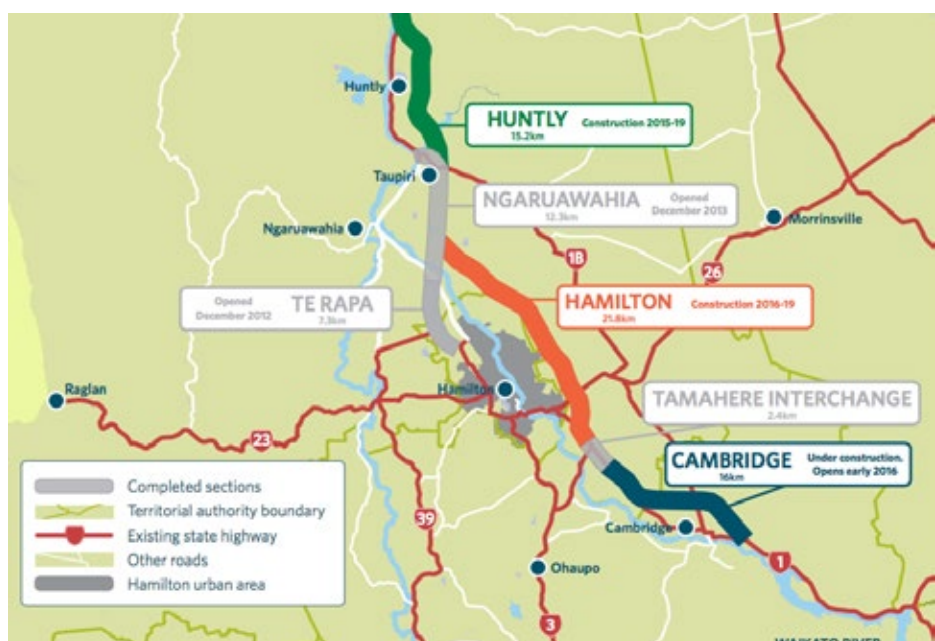 Huntly
HUNTLY Construction 2015-19
15.2km
Taupiri
NGARUAWAHIA Opened
12.3km December 2013
Morrinsville
Ngaruawahia
1B
26
Opened TE RAPA
December 2012 7.3km
HAMILTON Construction 2016-19
21.8km
Raglan
Hamilton
TAMAHERE INTERCHANGE
2.4km
23
CAMBRIDGE Under construction.
16km Opens early 2016
Completed sections
Territorial authority boundary
Existing state highway
Other roads
Hamilton urban area
39
Cambridge
Ohaupo
1
3
WAIKATO RIVER